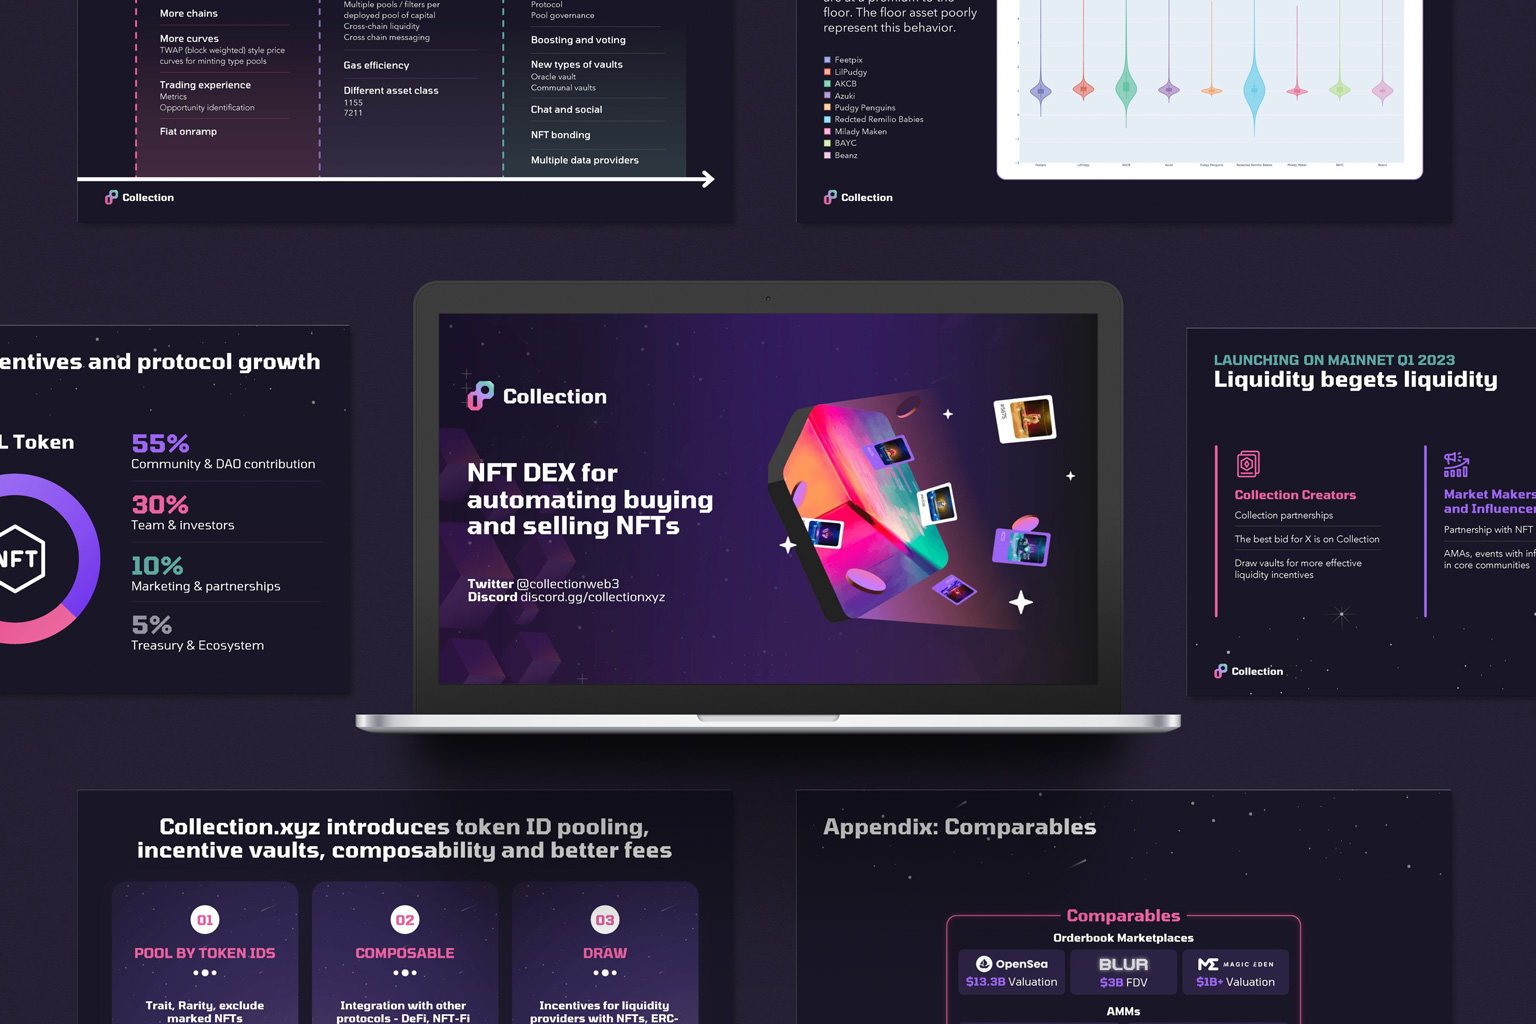 More chains
More curves
TWAP (block weighted) style price
curves for minting type pools
Trading experience
Metrics
Opportunity identification
Fiat onramp
Multiple pools / filters per
deployed pool of capital
Cross-chain liquidity
Cross chain messaging
Gas efficiency
Different asset class
1155
7211
Protocol
Pool governance
Boosting and voting
New types of vaults
Oracle vault
Communal vaults
Chat and social
NFT bonding
Multiple data providers
Collection
are at a premium to the
floor. The floor asset poorly
represent this behavior.
Feetpix
LilPudgy
AKCB
Azuki
Pudgy Penguins
Redcted Remilio Babies
Milady Maken
BAYC
Beanz
Collection
entives and protocol growth
L Token
NFT
55%
Community & DAO contribution
30%
Team & investors
10%
Marketing & partnerships
5%
Treasury & Ecosystem
Collection
NFT DEX for
automating buying
and selling NFTs
Twitter @collectionweb3
Discord discord.gg/collectionxyz
LAUNCHING ON MAINNET Q1 2023
Liquidity begets liquidity
Collection Creators
Collection partnerships
The best bid for X is on Collection
Draw vaults for more effective
liquidity incentives
Market Makers
and Influencer
Partnership with NFT
AMAs, events with inf
in core communities
Collection
Collection.xyz introduces token ID pooling,
incentive vaults, composability and better fees
01
POOL BY TOKEN IDS
Trait, Rarity, exclude
marked NFTs
02
COMPOSABLE
Integration with other
protocols - DeFi, NFT-Fi
03
DRAW
Incentives for liquidity
providers with NFTs, ERC-
Appendix: Comparables
Comparables
Orderbook Marketplaces
OpenSea
$13.3B Valuation
BLUR
$3B FDV
ME MAGIC EDEN
$1B+ Valuation
AMMs